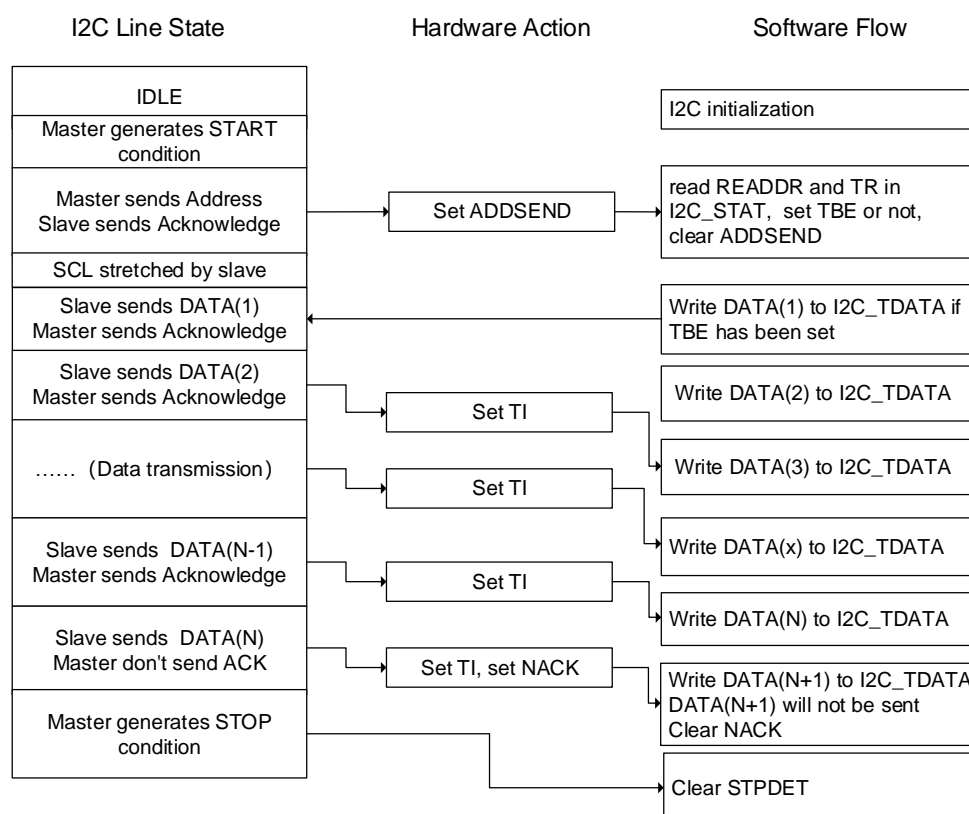 I2C Line State
Hardware Action
Software Flow
IDLE
I2C initialization
Master generates START
condition
Master sends Address
Slave sends Acknowledge
Set ADDSEND
read READDR and TR in
I2C_STAT, set TBE or not,
clear ADDSEND
SCL stretched by slave
Slave sends DATA(1)
Master sends Acknowledge
Write DATA(1) to I2C_TDATA if
TBE has been set
Slave sends DATA(2)
Master sends Acknowledge
Set TI
Write DATA(2) to I2C_TDATA
Write DATA(3) to I2C_TDATA
…… (Data transmission)
Set TI
Write DATA(x) to I2C_TDATA
Slave sends DATA(N-1)
Master sends Acknowledge
Set TI
Write DATA(N) to I2C_TDATA
Slave sends DATA(N)
Master don't send ACK
Set TI, set NACK
Write DATA(N+1) to I2C_TDATA
DATA(N+1) will not be sent
Clear NACK
Master generates STOP
condition
Clear STPDET